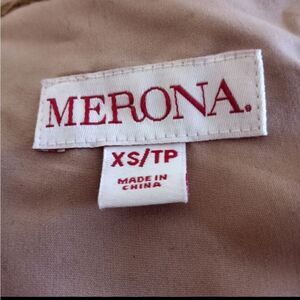 MERONA.
XS/TP
MADE IN
CHINA